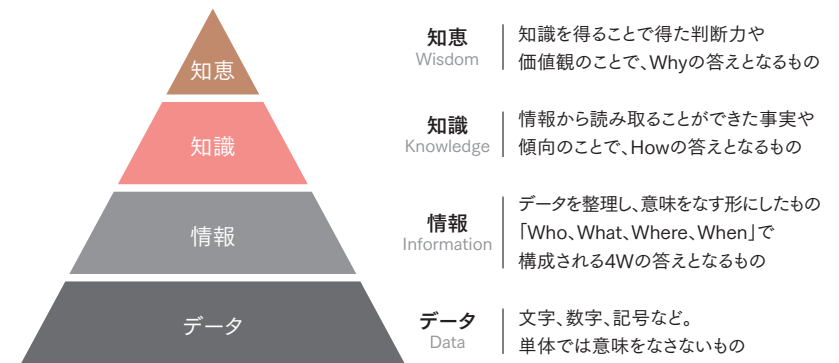 知恵
知恵
Wisdom
知識を得ることで得た判断力や
価値観のことで、Whyの答えとなるもの
知識
知識
Knowledge
情報から読み取ることができた事実や
傾向のことで、Howの答えとなるもの
情報
情報
Information
データを整理し、意味をなす形にしたもの
「Who、What、Where、When」で
構成される4Wの答えとなるもの
データ
データ
Data
文字、数字、記号など。
単体では意味をなさないもの